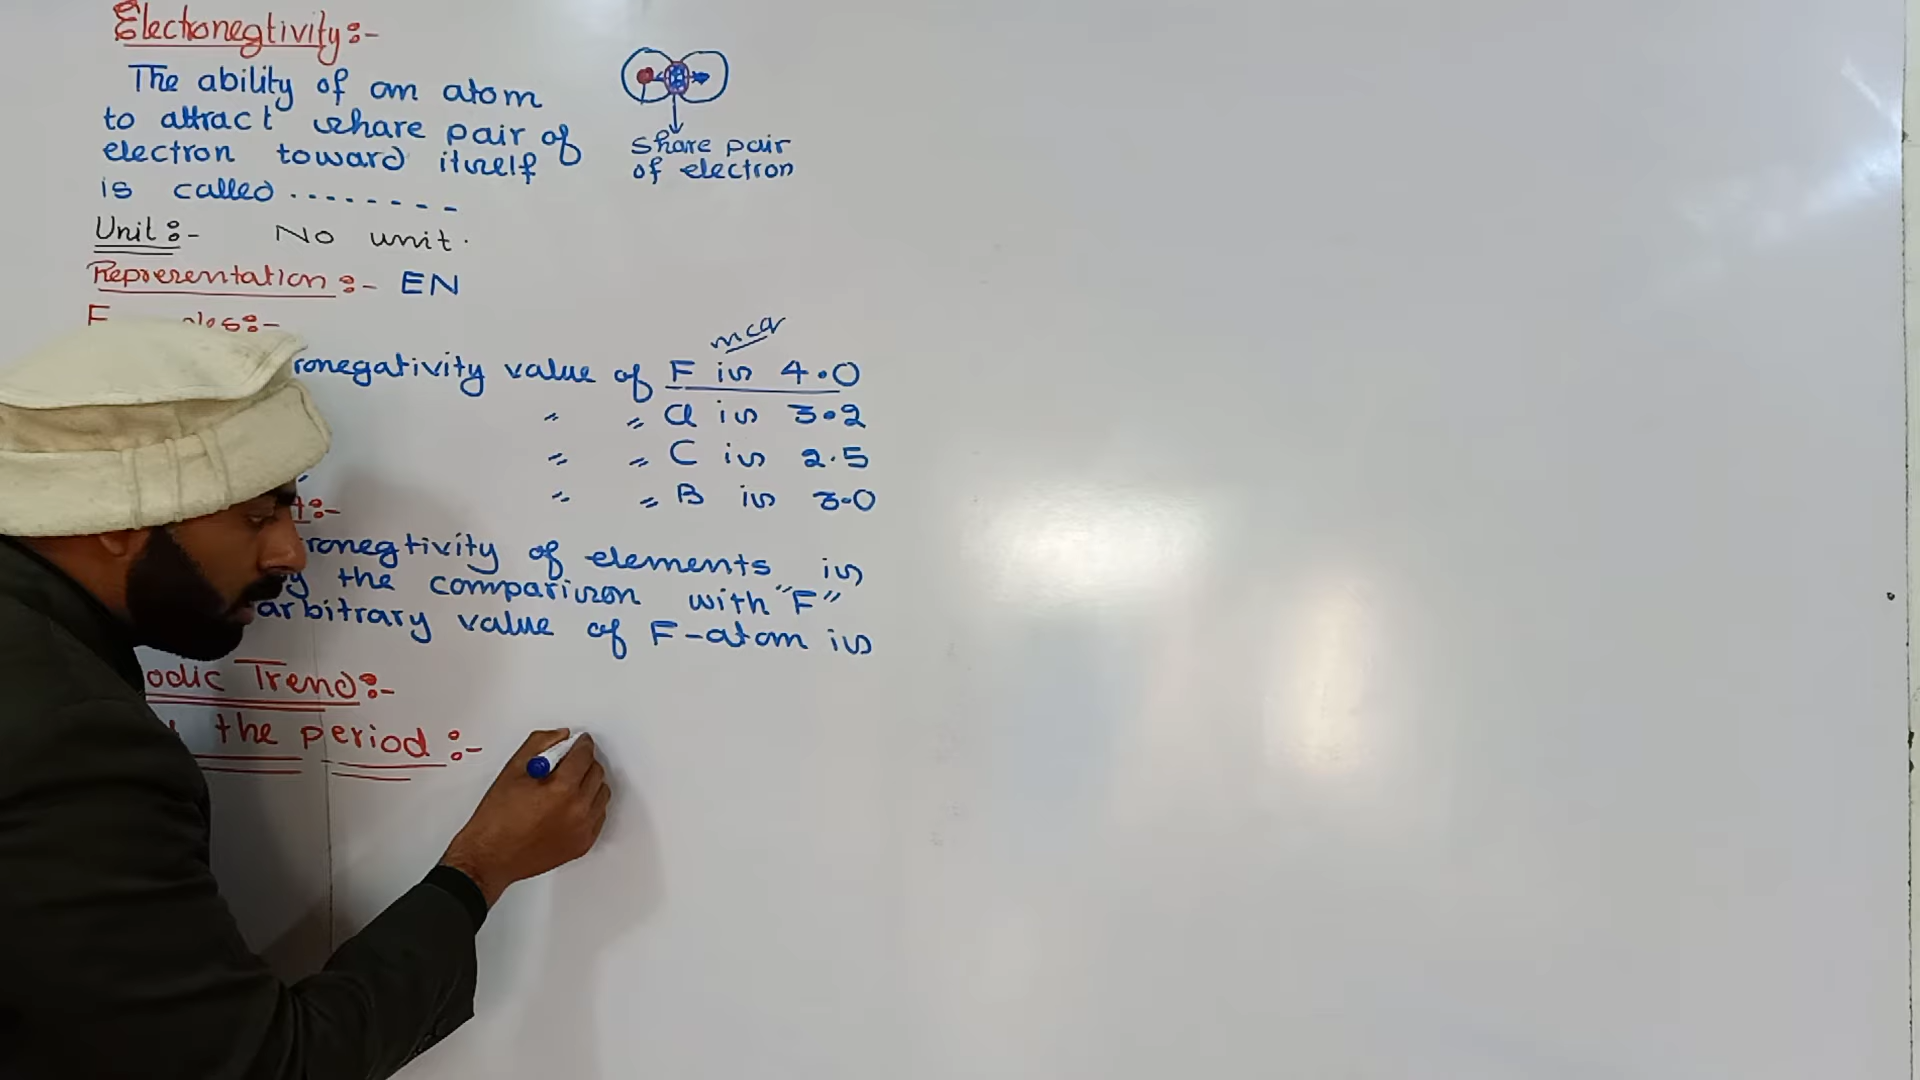 Electronegtivity:-
The ability of an atom
to attract share pair of
electron toward itself
is called --------
share pair
of electron
Unit:- No unit.
Representation:- EN
mcq
ronegativity value of F is 4.0
" " Cl is 3.2
" " C is 2.5
" " B is 3.0
t:-
ronegtivity of elements is
y the comparison with "F"
arbitrary value of F-atom is
odic Trend:-
the period:-